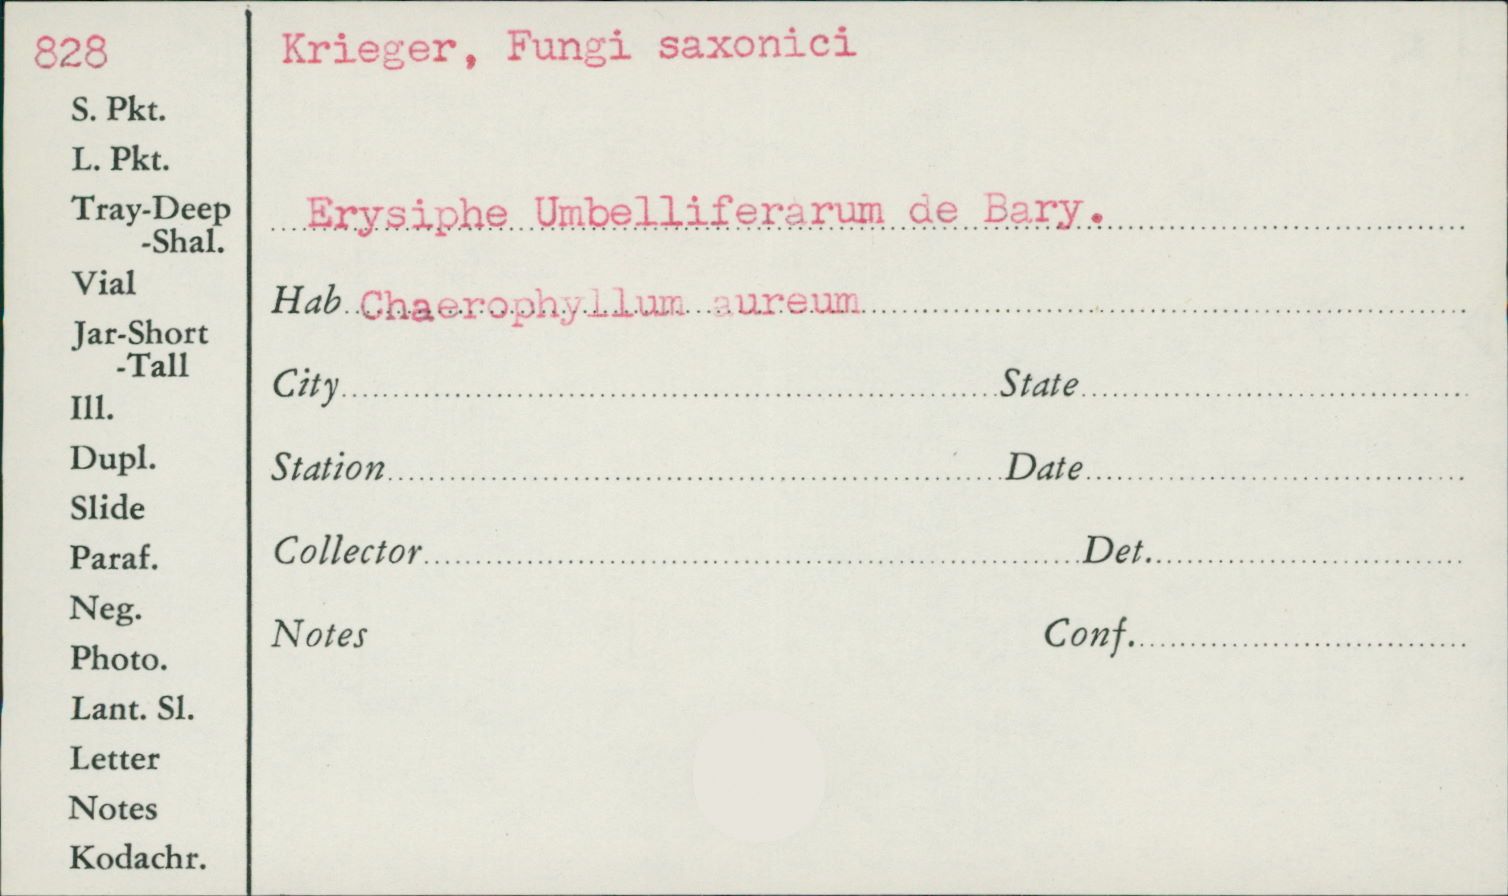 828
Krieger, Fungi saxonici
S. Pkt.
L. Pkt.
Tray-Deep
-Shal.
Vial
Jar-Short
-Tall
Ill.
Dupl.
Slide
Paraf.
Neg.
Photo.
Lant. Sl.
Letter
Notes
Kodachr.
Erysiphe Umbelliferarum de Bary.
Hab Chaerophyllum aureum
City State
Station Date
Collector Det.
Notes Conf.